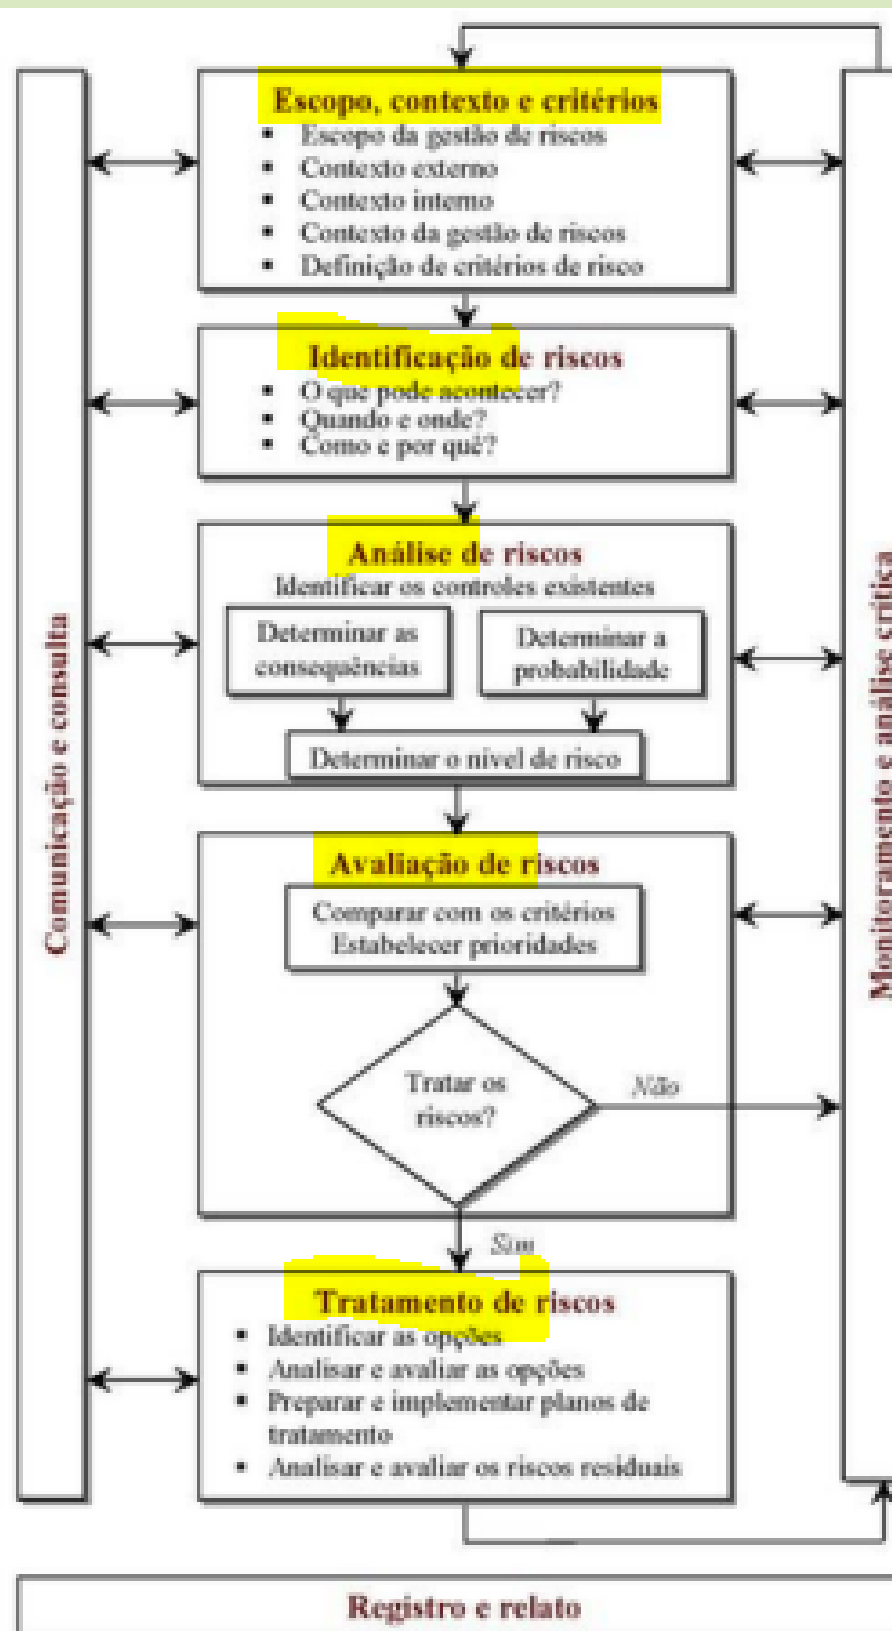 Escopo, contexto e critérios
▪ Escopo da gestão de riscos
▪ Contexto externo
▪ Contexto interno
▪ Contexto da gestão de riscos
▪ Definição de critérios de risco
Identificação de riscos
▪ O que pode acontecer?
▪ Quando e onde?
▪ Como e por quê?
Análise de riscos
Identificar os controles existentes
Determinar as
consequências
Determinar a
probabilidade
Determinar o nível de risco
Avaliação de riscos
Comparar com os critérios
Estabelecer prioridades
Tratar os
riscos?
Não
Sim
Tratamento de riscos
▪ Identificar as opções
▪ Analisar e avaliar as opções
▪ Preparar e implementar planos de
tratamento
▪ Analisar e avaliar os riscos residuais
Comunicação e consulta
Monitoramento e análise crítica
Registro e relato